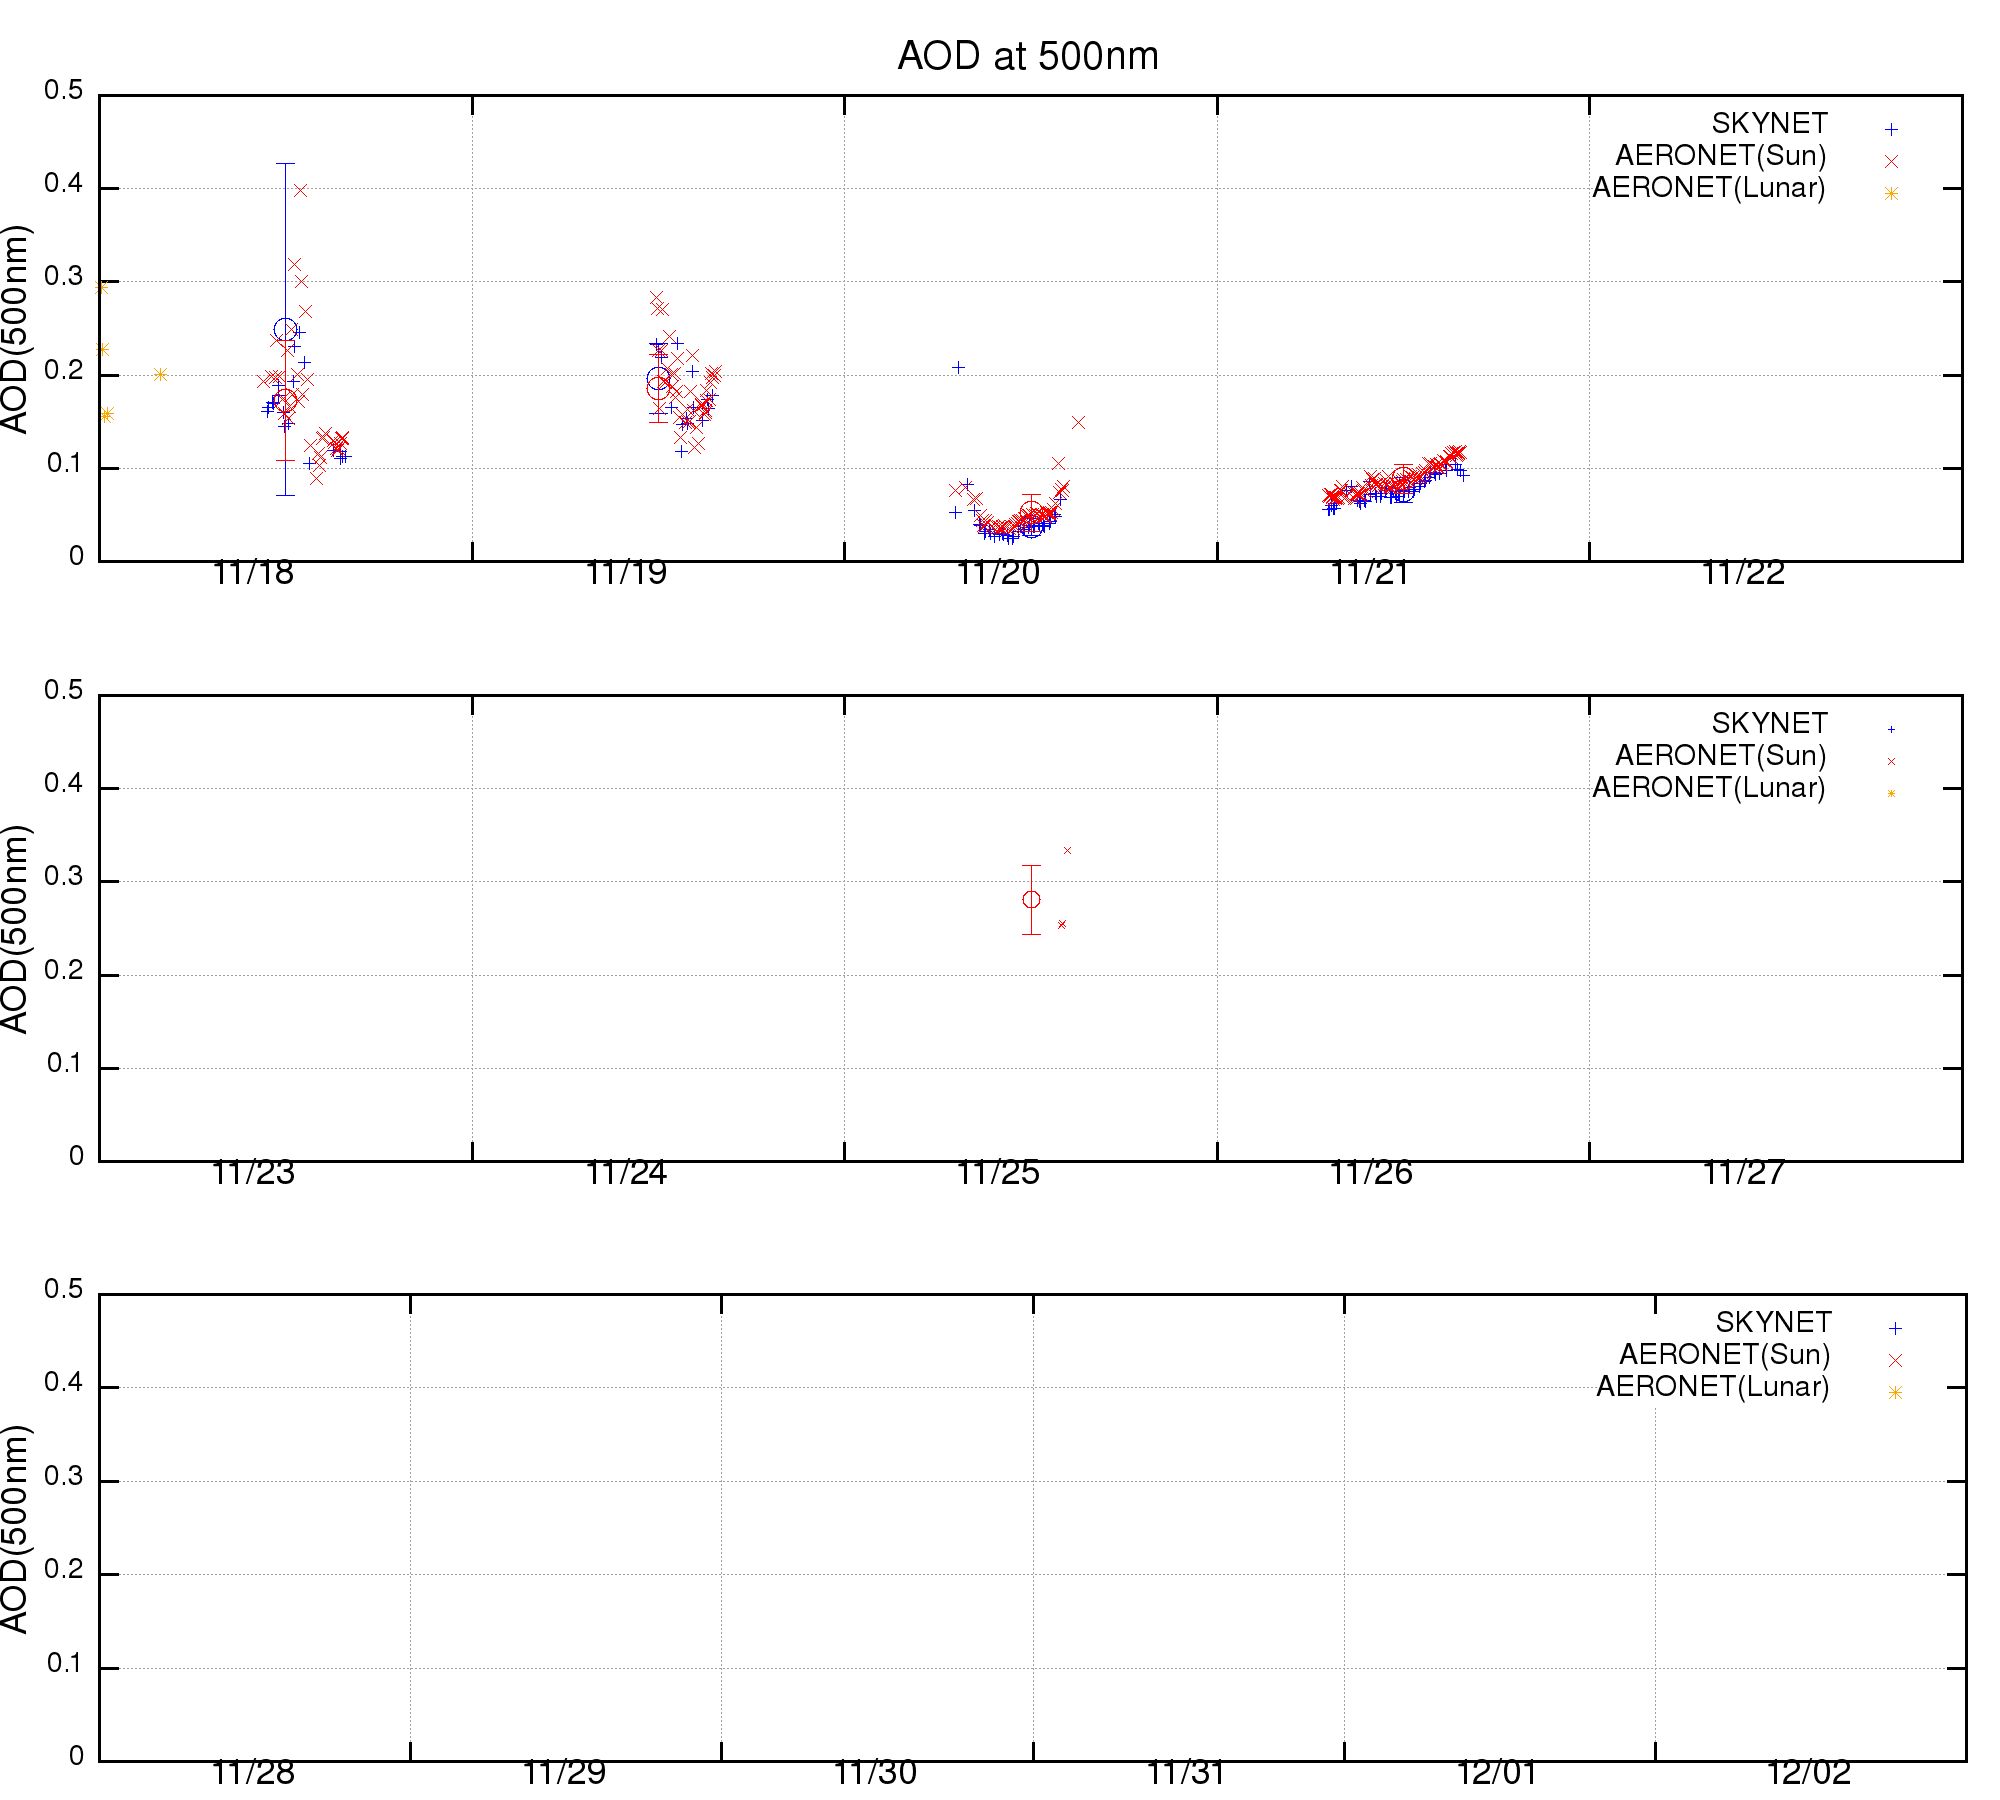 AOD at 500nm
0.5
0.4
0.3
0.2
0.1
0
AOD(500nm)
SKYNET
AERONET(Sun)
AERONET(Lunar)
11/18 11/19 11/20 11/21 11/22
0.5
0.4
0.3
0.2
0.1
0
AOD(500nm)
SKYNET
AERONET(Sun)
AERONET(Lunar)
11/23 11/24 11/25 11/26 11/27
0.5
0.4
0.3
0.2
0.1
0
AOD(500nm)
SKYNET
AERONET(Sun)
AERONET(Lunar)
11/28 11/29 11/30 11/31 12/01 12/02